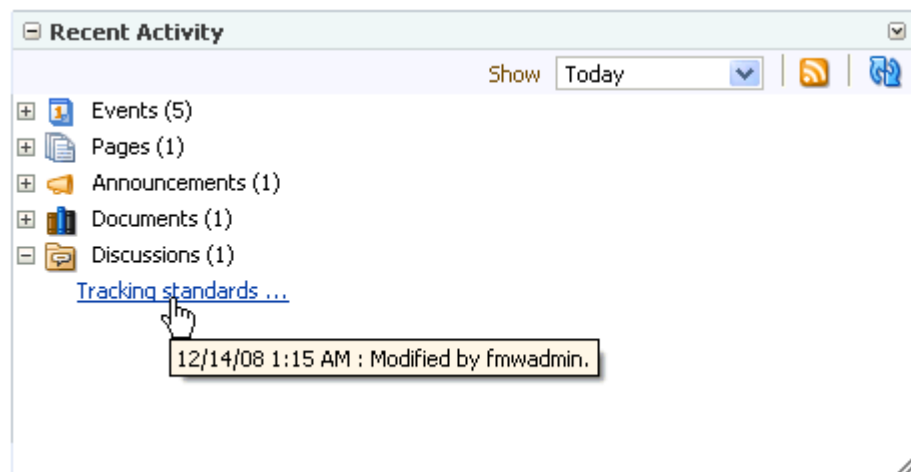 Recent Activity
Show Today
Events (5)
Pages (1)
Announcements (1)
Documents (1)
Discussions (1)
Tracking standards ...
12/14/08 1:15 AM : Modified by fmwadmin.